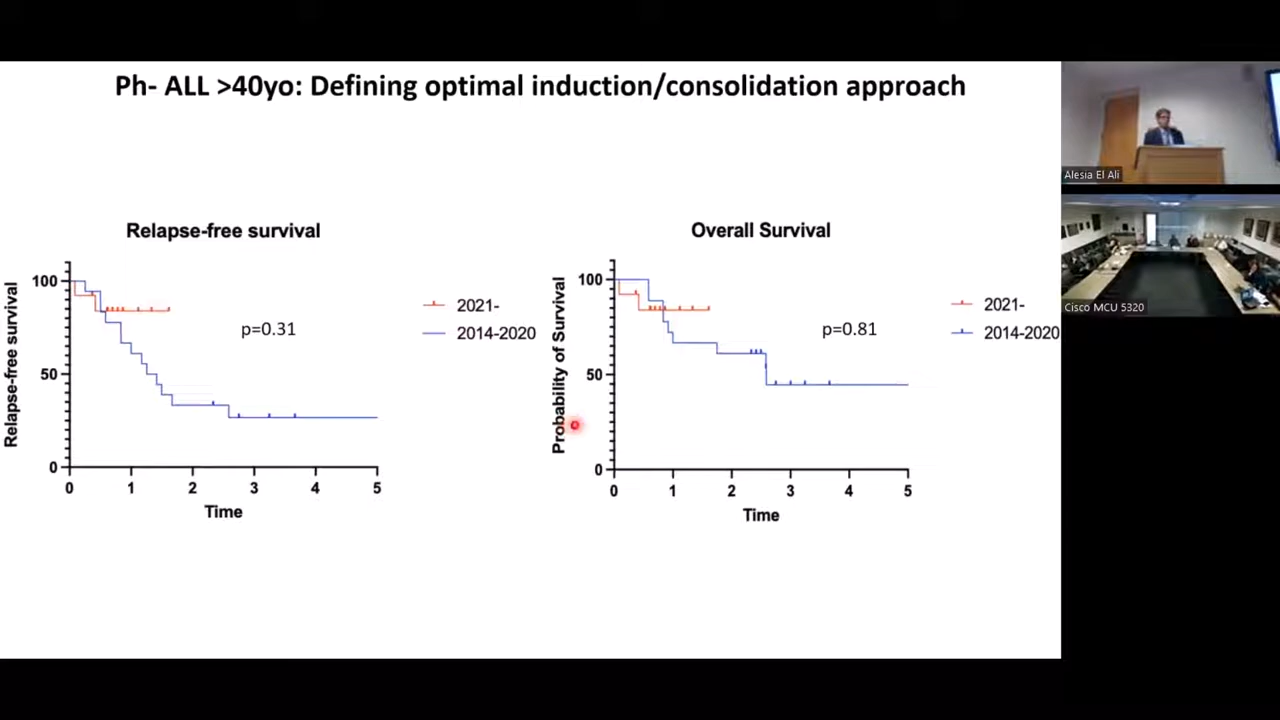 Ph- ALL >40yo: Defining optimal induction/consolidation approach
Relapse-free survival
Relapse-free survival
100
50
0
0 1 2 3 4 5
Time
p=0.31
2021-
2014-2020
Overall Survival
Probability of Survival
100
50
0
0 1 2 3 4 5
Time
p=0.81
2021-
2014-2020
Alesia El Ali
Cisco MCU 5320